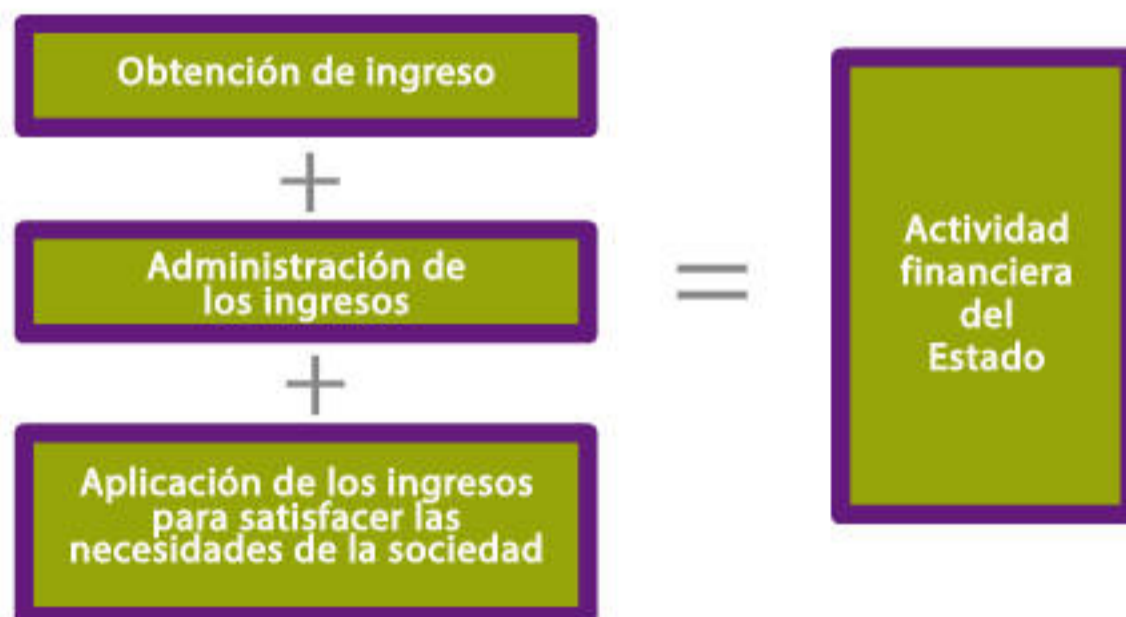 Obtención de ingreso
+
Administración de
los ingresos
+
Aplicación de los ingresos
para satisfacer las
necesidades de la sociedad
=
Actividad
financiera
del
Estado